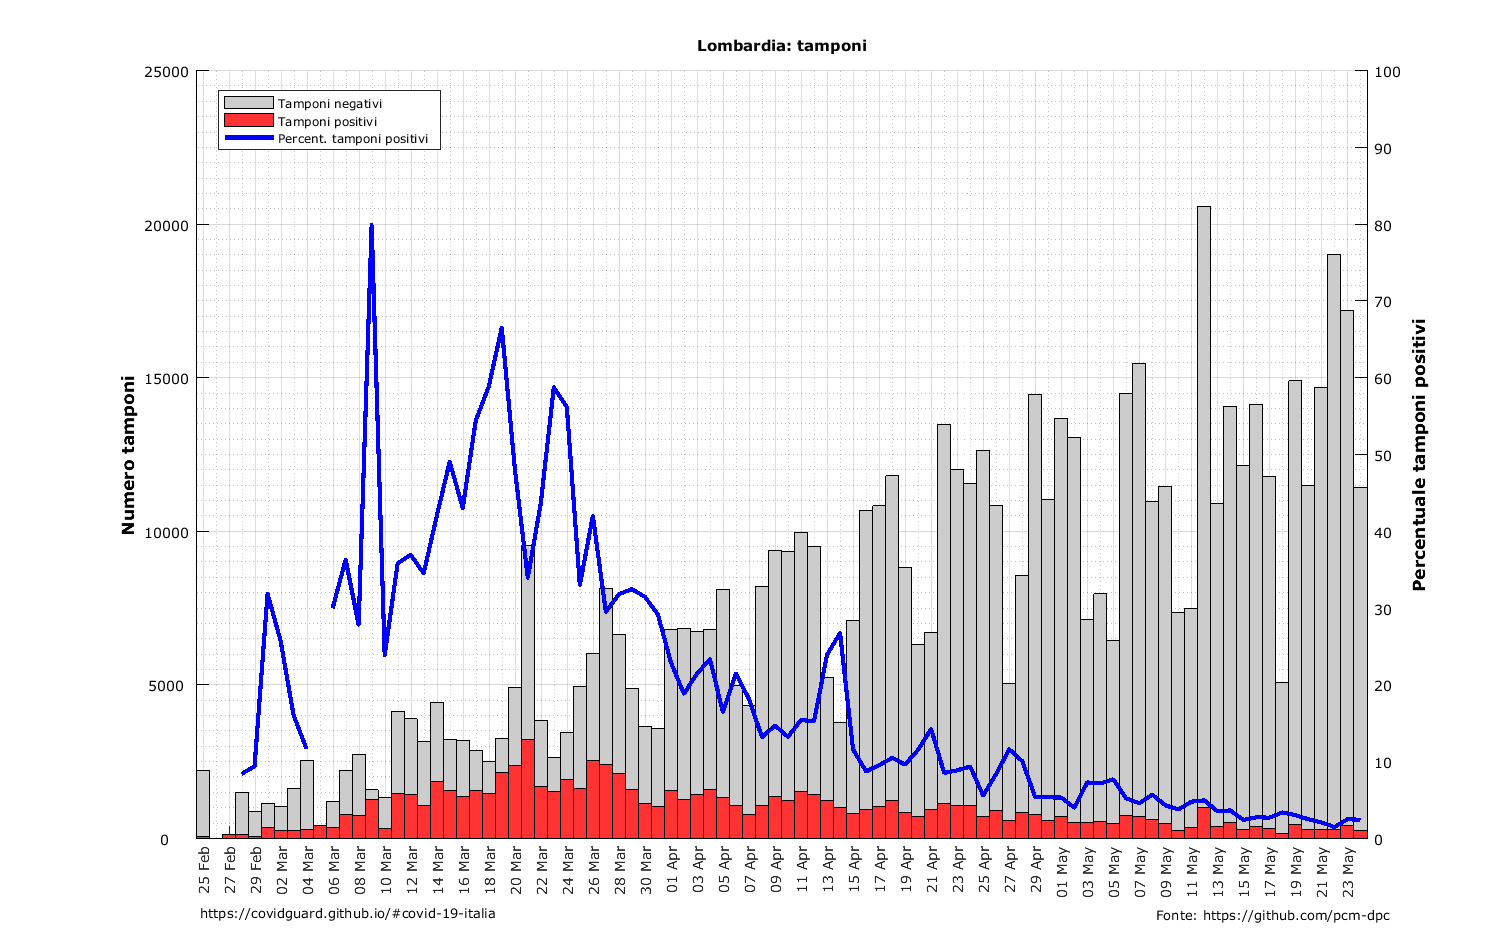 Lombardia: tamponi
25000
20000
15000
10000
5000
0
Numero tamponi
Tamponi negativi
Tamponi positivi
Percent. tamponi positivi
100
90
80
70
60
50
40
30
20
10
0
Percentuale tamponi positivi
25 Feb
27 Feb
29 Feb
02 Mar
04 Mar
06 Mar
08 Mar
10 Mar
12 Mar
14 Mar
16 Mar
18 Mar
20 Mar
22 Mar
24 Mar
26 Mar
28 Mar
30 Mar
01 Apr
03 Apr
05 Apr
07 Apr
09 Apr
11 Apr
13 Apr
15 Apr
17 Apr
19 Apr
21 Apr
23 Apr
25 Apr
27 Apr
29 Apr
01 May
03 May
05 May
07 May
09 May
11 May
13 May
15 May
17 May
19 May
21 May
23 May
https://covidguard.github.io/#covid-19-italia
Fonte: https://github.com/pcm-dpc